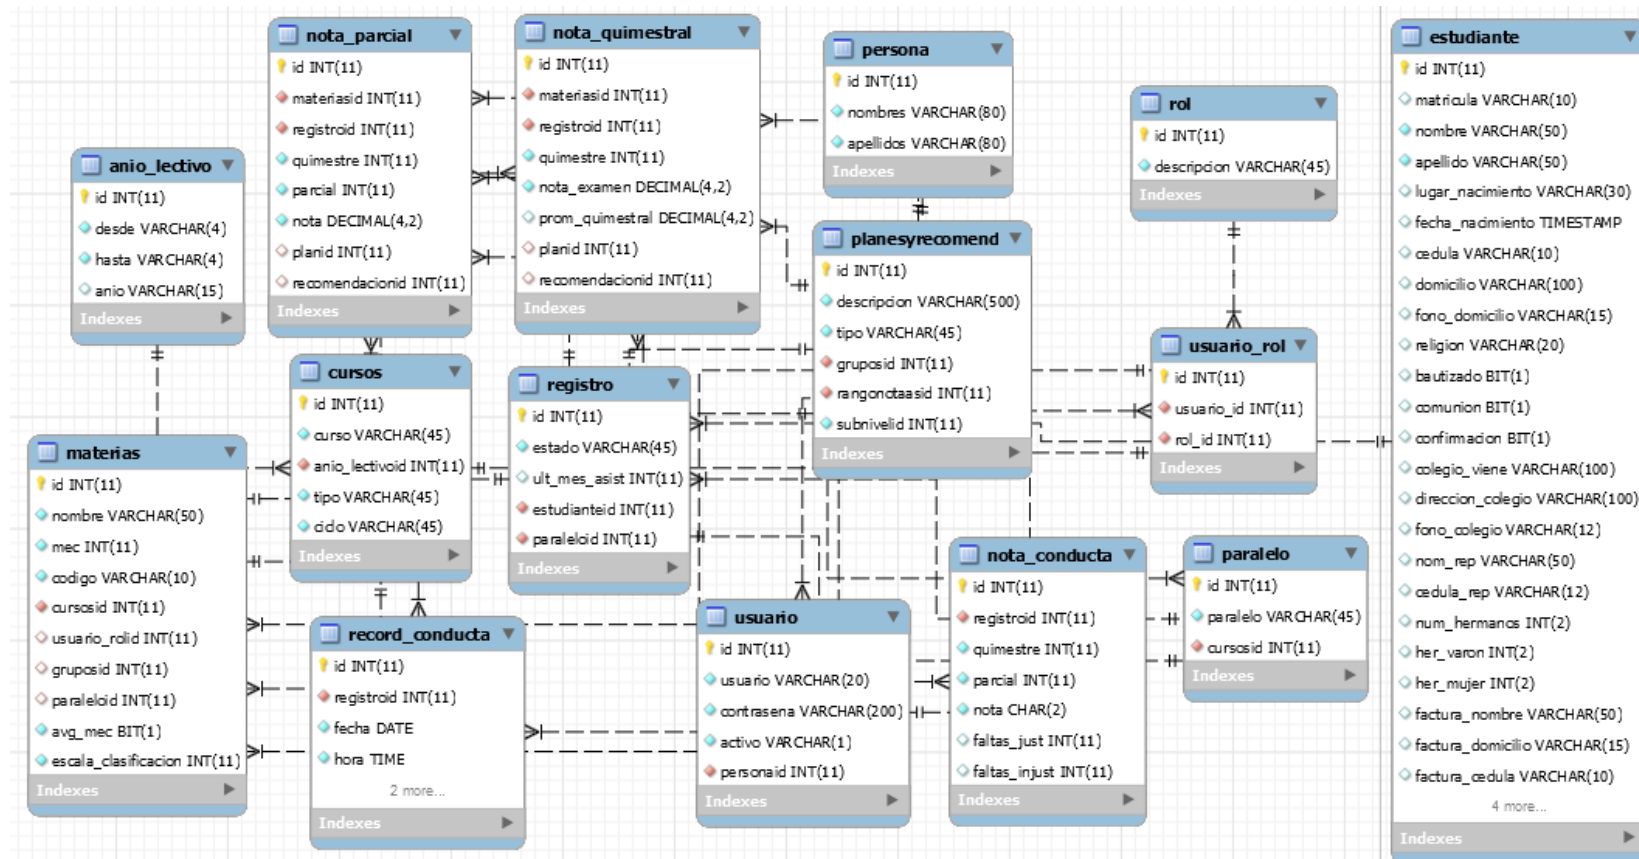 nota_parcial
id INT(11)
materiasid INT(11)
registroid INT(11)
quimestre INT(11)
parcial INT(11)
nota DECIMAL(4,2)
planid INT(11)
recomendacionid INT(11)
Indexes
nota_quimestral
id INT(11)
materiasid INT(11)
registroid INT(11)
quimestre INT(11)
nota_examen DECIMAL(4,2)
prom_quimestral DECIMAL(4,2)
planid INT(11)
recomendacionid INT(11)
Indexes
persona
id INT(11)
nombres VARCHAR(80)
apellidos VARCHAR(80)
Indexes
rol
id INT(11)
descripcion VARCHAR(45)
Indexes
estudiante
id INT(11)
matricula VARCHAR(10)
nombre VARCHAR(50)
apellido VARCHAR(50)
lugar_nacimiento VARCHAR(30)
fecha_nacimiento TIMESTAMP
cedula VARCHAR(10)
domicilio VARCHAR(100)
fono_domicilio VARCHAR(15)
religion VARCHAR(20)
bautizado BIT(1)
comunion BIT(1)
confirmacion BIT(1)
colegio_viene VARCHAR(100)
direccion_colegio VARCHAR(100)
fono_colegio VARCHAR(12)
nom_rep VARCHAR(50)
cedula_rep VARCHAR(12)
num_hermanos INT(2)
her_varon INT(2)
her_mujer INT(2)
factura_nombre VARCHAR(50)
factura_domicilio VARCHAR(15)
factura_cedula VARCHAR(10)
4 more...
Indexes
anio_lectivo
id INT(11)
desde VARCHAR(4)
hasta VARCHAR(4)
anio VARCHAR(15)
Indexes
planesyrecomend
id INT(11)
descripcion VARCHAR(500)
tipo VARCHAR(45)
gruposid INT(11)
rangonotaasid INT(11)
subnivelid INT(11)
Indexes
usuario_rol
id INT(11)
usuario_id INT(11)
rol_id INT(11)
Indexes
cursos
id INT(11)
curso VARCHAR(45)
anio_lectivoid INT(11)
tipo VARCHAR(45)
ciclo VARCHAR(45)
Indexes
registro
id INT(11)
estado VARCHAR(45)
ult_mes_asist INT(11)
estudianteid INT(11)
paraleloid INT(11)
Indexes
materias
id INT(11)
nombre VARCHAR(50)
mec INT(11)
codigo VARCHAR(10)
cursosid INT(11)
usuario_rolid INT(11)
gruposid INT(11)
paraleloid INT(11)
avg_mec BIT(1)
escala_clasificacion INT(11)
Indexes
record_conducta
id INT(11)
registroid INT(11)
fecha DATE
hora TIME
2 more...
Indexes
usuario
id INT(11)
usuario VARCHAR(20)
contrasena VARCHAR(200)
activo VARCHAR(1)
personaid INT(11)
Indexes
nota_conducta
id INT(11)
registroid INT(11)
quimestre INT(11)
parcial INT(11)
nota CHAR(2)
faltas_just INT(11)
faltas_injust INT(11)
Indexes
paralelo
id INT(11)
paralelo VARCHAR(45)
cursosid INT(11)
Indexes